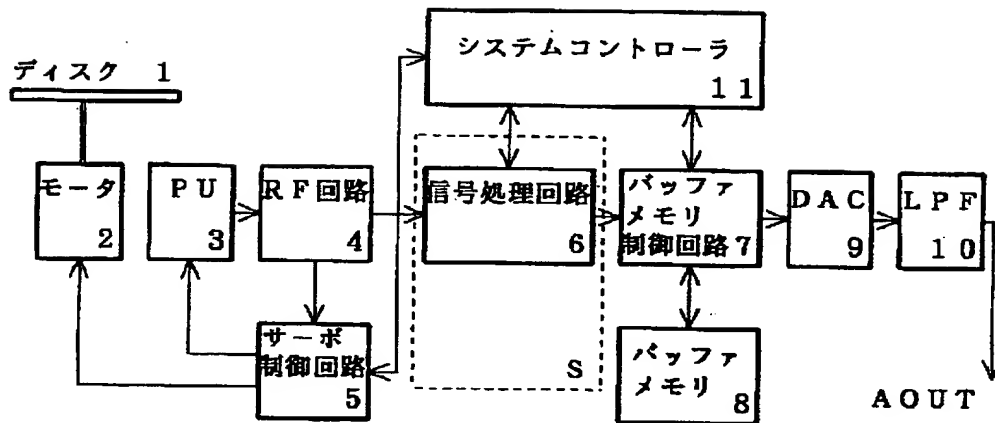 システムコントローラ
11
ディスク 1
モータ
2
PU
3
RF回路
4
信号処理回路
6
バッファ
メモリ
制御回路7
DAC
9
LPF
10
サーボ
制御回路
5
S
バッファ
メモリ
8
AOUT